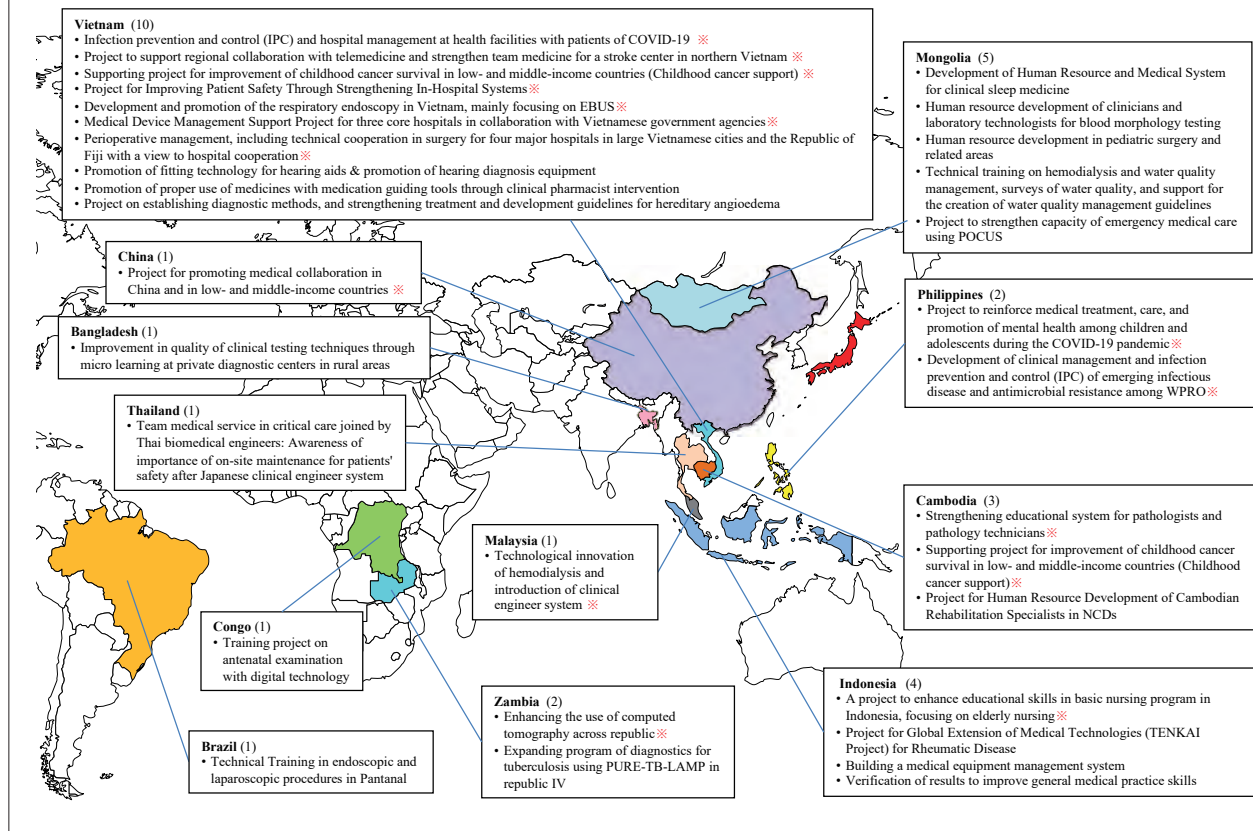 Vietnam (10)
• Infection prevention and control (IPC) and hospital management at health facilities with patients of COVID-19 ※
• Project to support regional collaboration with telemedicine and strengthen team medicine for a stroke center in northern Vietnam ※
• Supporting project for improvement of childhood cancer survival in low- and middle-income countries (Childhood cancer support) ※
• Project for Improving Patient Safety Through Strengthening In-Hospital Systems※
• Development and promotion of the respiratory endoscopy in Vietnam, mainly focusing on EBUS※
• Medical Device Management Support Project for three core hospitals in collaboration with Vietnamese government agencies※
• Perioperative management, including technical cooperation in surgery for four major hospitals in large Vietnamese cities and the Republic of
Fiji with a view to hospital cooperation※
• Promotion of fitting technology for hearing aids & promotion of hearing diagnosis equipment
• Promotion of proper use of medicines with medication guiding tools through clinical pharmacist intervention
• Project on establishing diagnostic methods, and strengthening treatment and development guidelines for hereditary angioedema
Mongolia (5)
• Development of Human Resource and Medical System
for clinical sleep medicine
• Human resource development of clinicians and
laboratory technologists for blood morphology testing
• Human resource development in pediatric surgery and
related areas
• Technical training on hemodialysis and water quality
management, surveys of water quality, and support for
the creation of water quality management guidelines
• Project to strengthen capacity of emergency medical care
using POCUS
China (1)
• Project for promoting medical collaboration in
China and in low- and middle-income countries ※
Bangladesh (1)
• Improvement in quality of clinical testing techniques through
micro learning at private diagnostic centers in rural areas
Philippines (2)
• Project to reinforce medical treatment, care, and
promotion of mental health among children and
adolescents during the COVID-19 pandemic※
• Development of clinical management and infection
prevention and control (IPC) of emerging infectious
disease and antimicrobial resistance among WPRO※
Thailand (1)
• Team medical service in critical care joined by
Thai biomedical engineers: Awareness of
importance of on-site maintenance for patients'
safety after Japanese clinical engineer system
Cambodia (3)
• Strengthening educational system for pathologists and
pathology technicians※
• Supporting project for improvement of childhood cancer
survival in low- and middle-income countries (Childhood
cancer support)※
• Project for Human Resource Development of Cambodian
Rehabilitation Specialists in NCDs
Malaysia (1)
• Technological innovation
of hemodialysis and
introduction of clinical
engineer system ※
Congo (1)
• Training project on
antenatal examination
with digital technology
Zambia (2)
• Enhancing the use of computed
tomography across republic※
• Expanding program of diagnostics for
tuberculosis using PURE-TB-LAMP in
republic IV
Indonesia (4)
• A project to enhance educational skills in basic nursing program in
Indonesia, focusing on elderly nursing※
• Project for Global Extension of Medical Technologies (TENKAI
Project) for Rheumatic Disease
• Building a medical equipment management system
• Verification of results to improve general medical practice skills
Brazil (1)
• Technical Training in endoscopic and
laparoscopic procedures in Pantanal